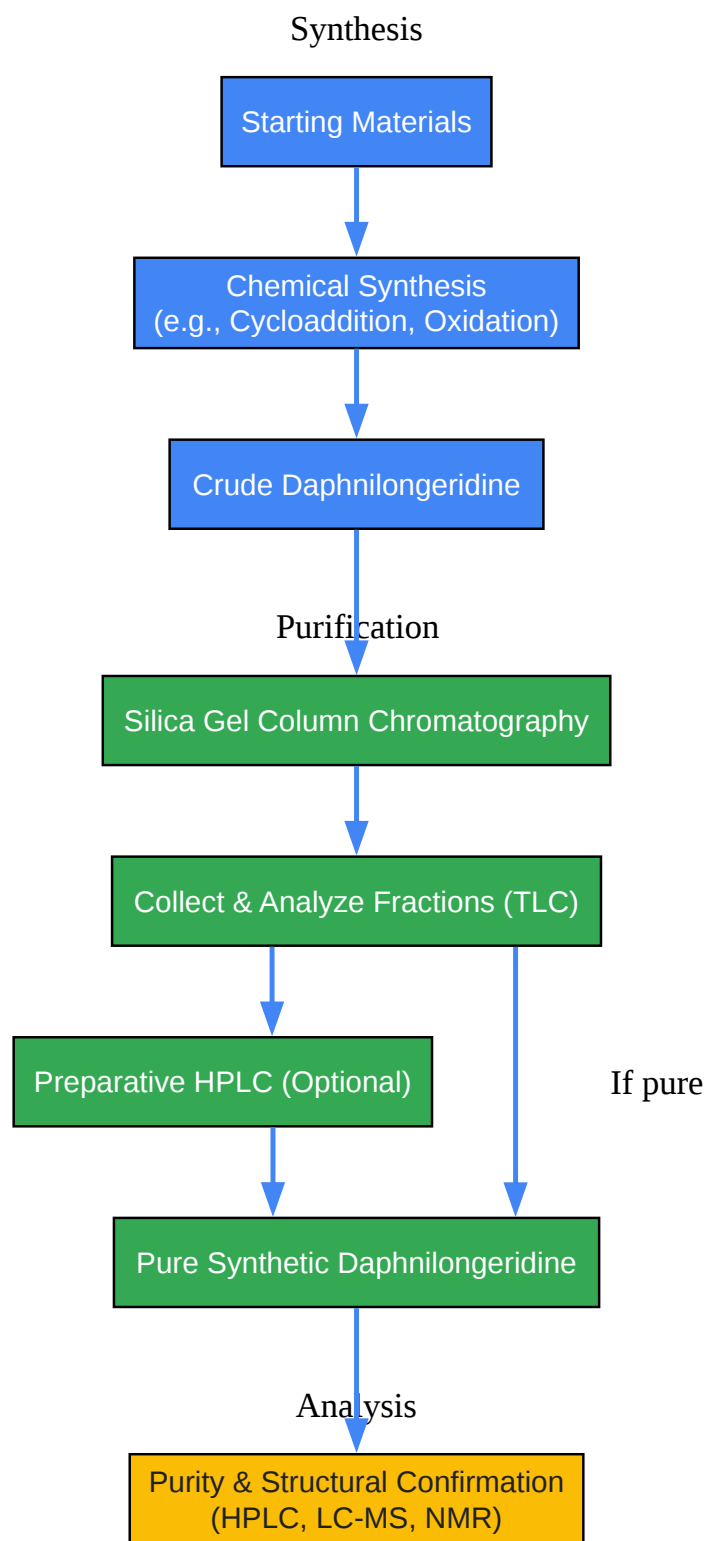 Synthesis
Starting Materials
Chemical Synthesis
(e.g., Cycloaddition, Oxidation)
Crude Daphnilongeridine
Purification
Silica Gel Column Chromatography
Collect & Analyze Fractions (TLC)
Preparative HPLC (Optional)
If pure
Pure Synthetic Daphnilongeridine
Analysis
Purity & Structural Confirmation
(HPLC, LC-MS, NMR)